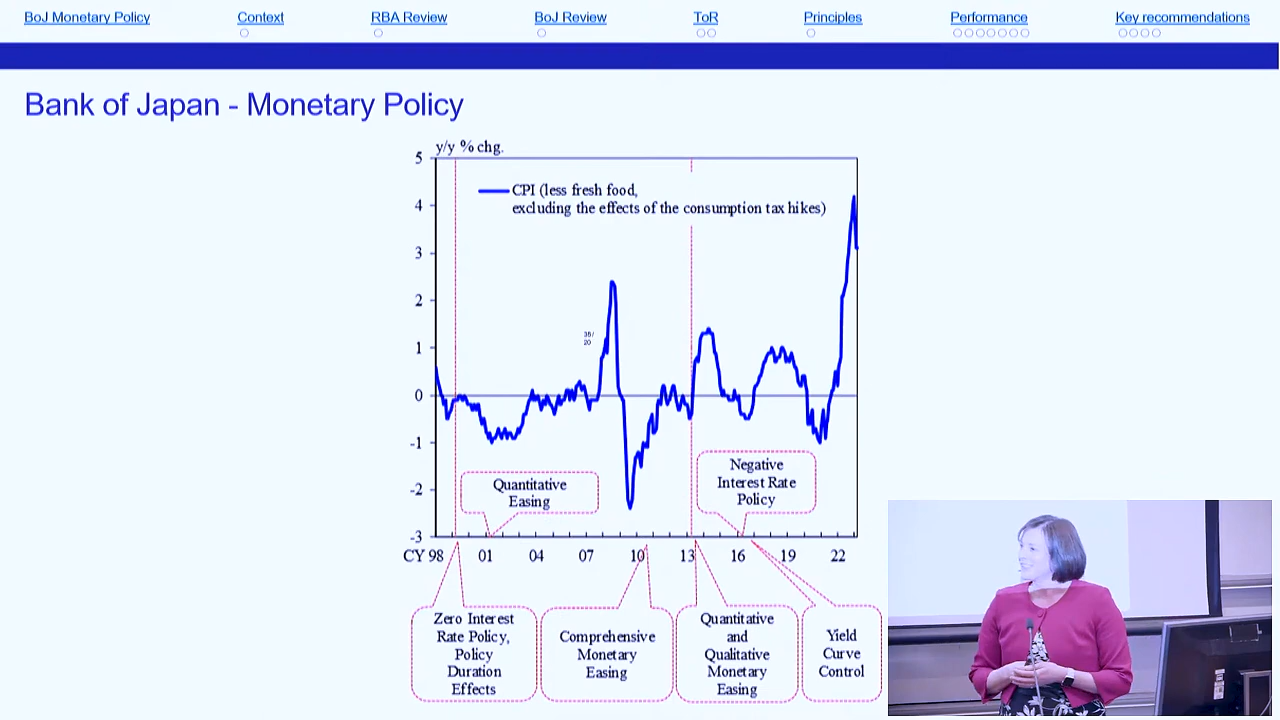 BoJ Monetary Policy
Context
RBA Review
BoJ Review
ToR
Principles
Performance
Key recommendations
Bank of Japan - Monetary Policy
y/y % chg.
5
4
3
2
1
0
-1
-2
-3
CPI (less fresh food,
excluding the effects of the consumption tax hikes)
35/
20
Quantitative
Easing
Negative
Interest Rate
Policy
CY 98 01 04 07 10 13 16 19 22
Zero Interest
Rate Policy,
Policy
Duration
Effects
Comprehensive
Monetary
Easing
Quantitative
and
Qualitative
Monetary
Easing
Yield
Curve
Control